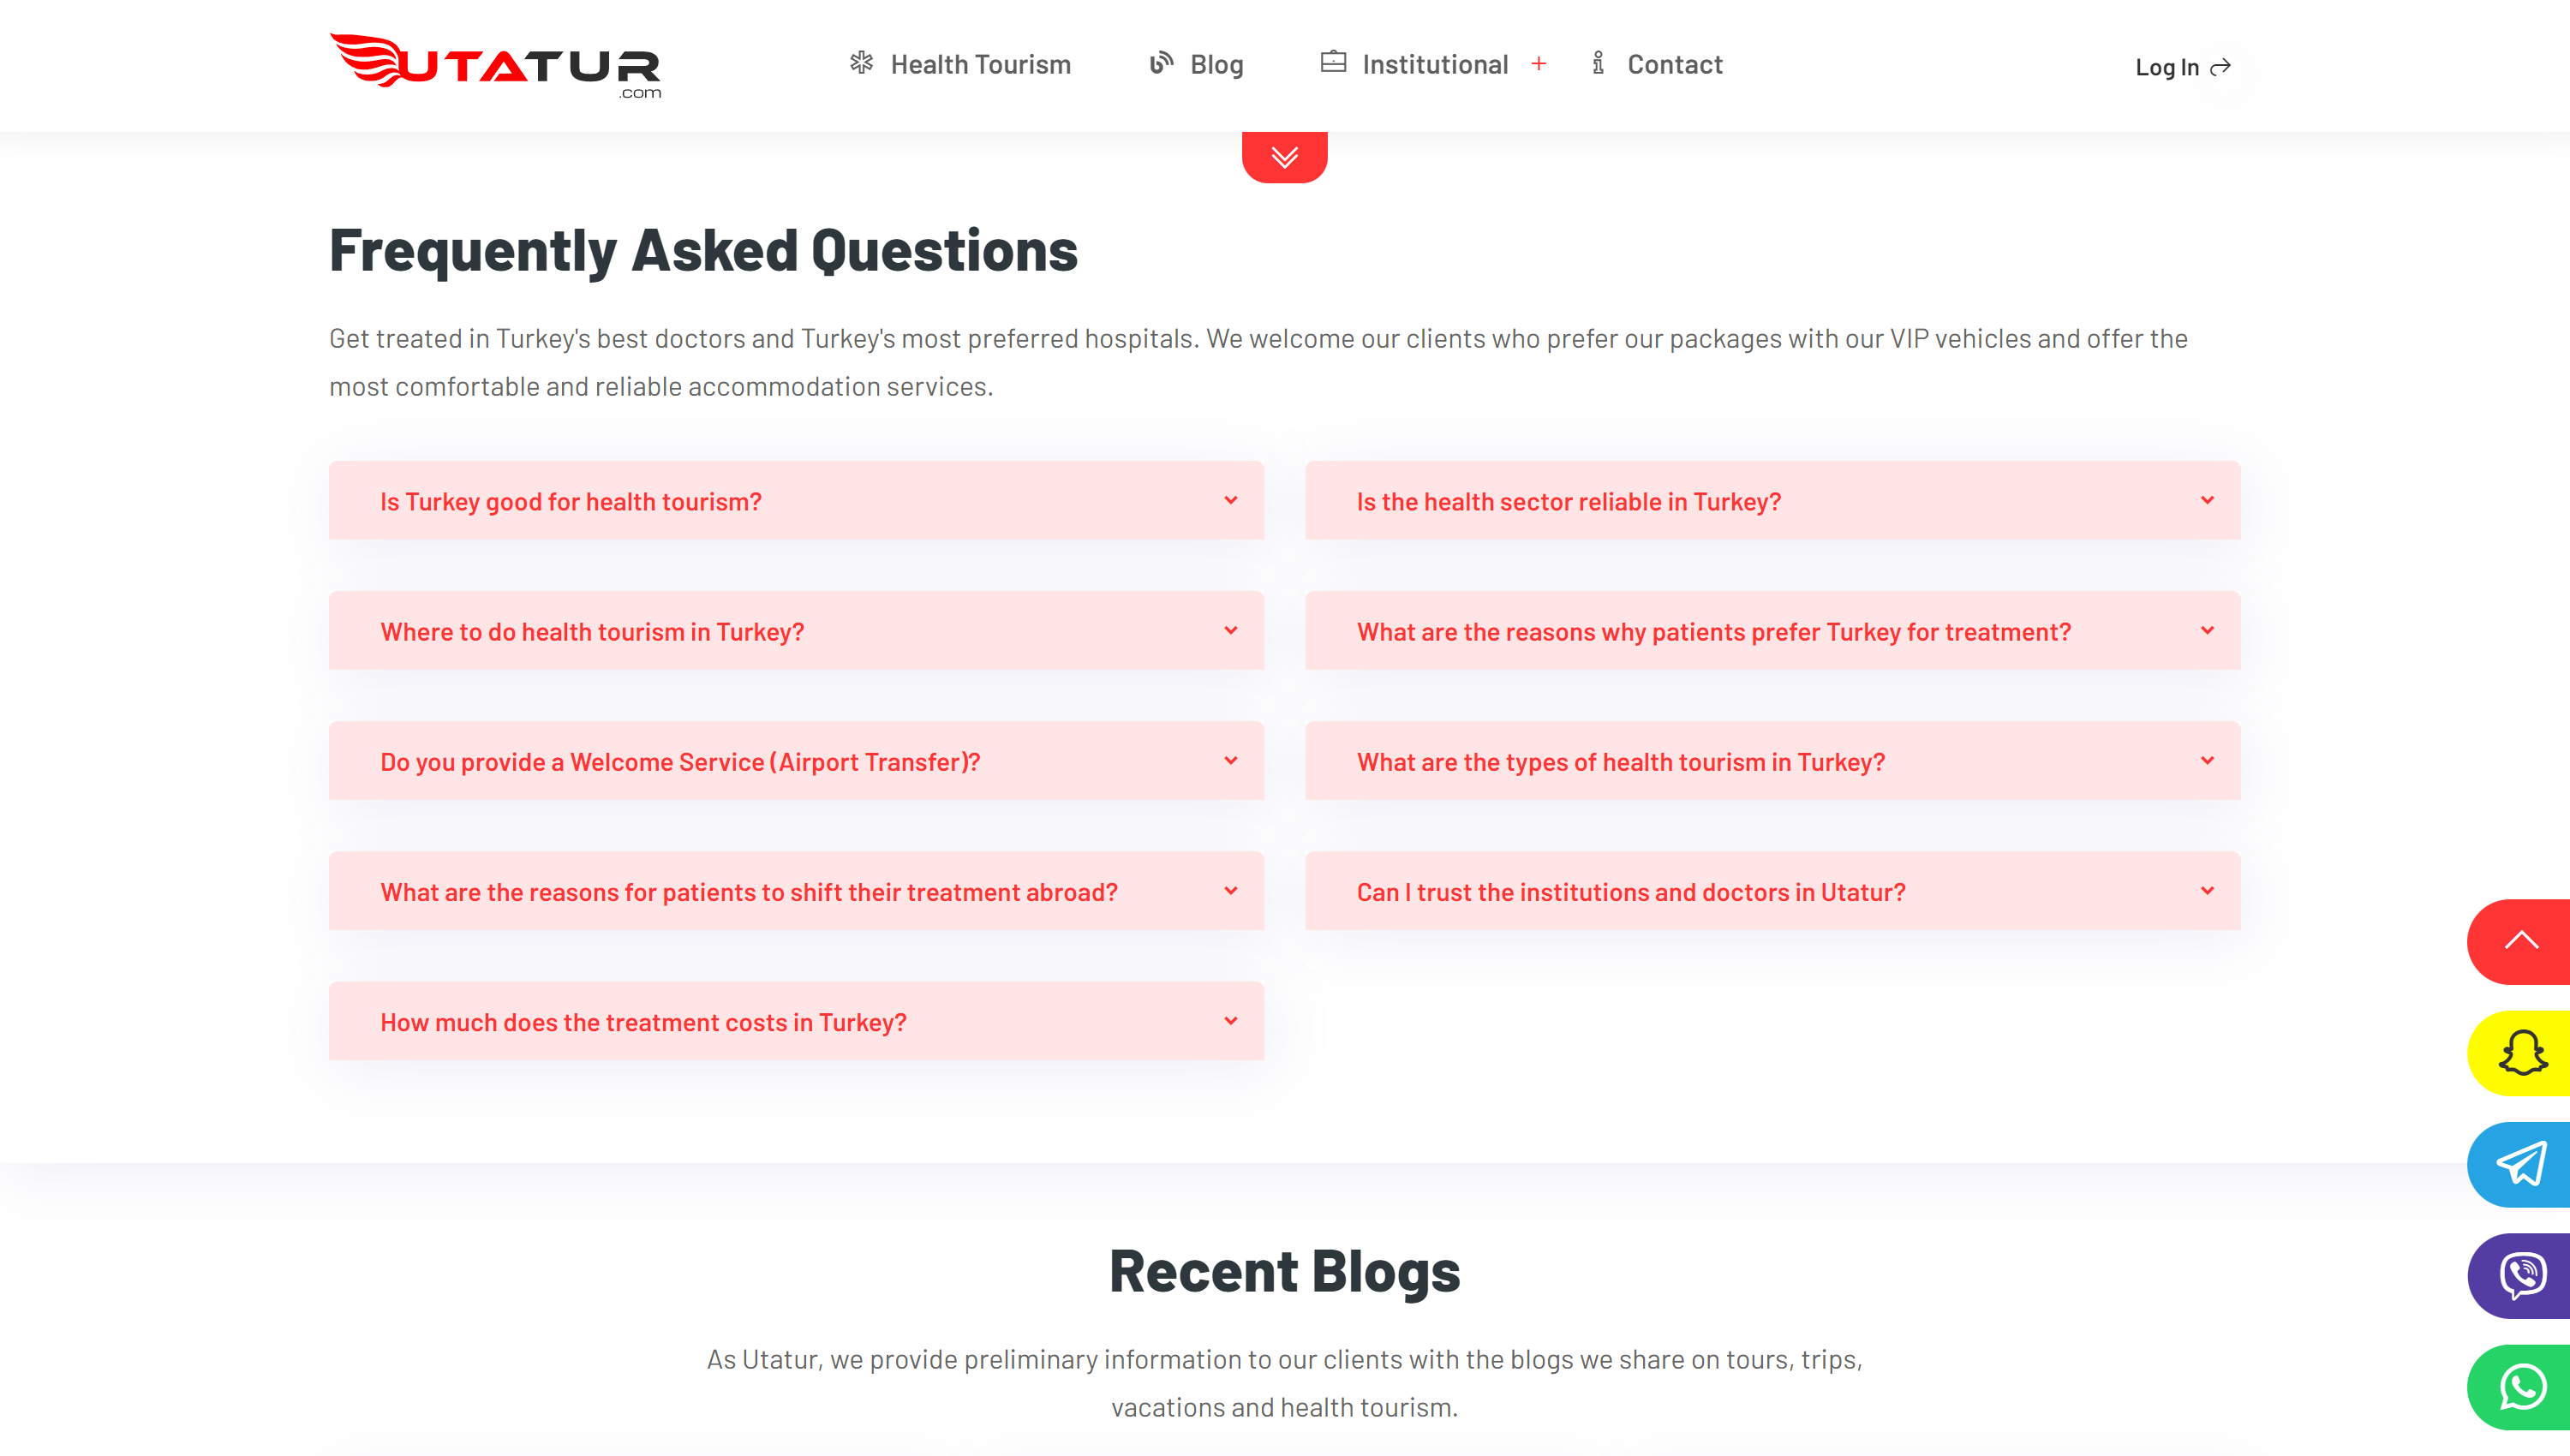 UTATUR
.com
Health Tourism
Blog
Institutional +
Contact
Log In
Frequently Asked Questions
Get treated in Turkey's best doctors and Turkey's most preferred hospitals. We welcome our clients who prefer our packages with our VIP vehicles and offer the
most comfortable and reliable accommodation services.
Is Turkey good for health tourism?
Is the health sector reliable in Turkey?
Where to do health tourism in Turkey?
What are the reasons why patients prefer Turkey for treatment?
Do you provide a Welcome Service (Airport Transfer)?
What are the types of health tourism in Turkey?
What are the reasons for patients to shift their treatment abroad?
Can I trust the institutions and doctors in Utatur?
How much does the treatment costs in Turkey?
Recent Blogs
As Utatur, we provide preliminary information to our clients with the blogs we share on tours, trips,
vacations and health tourism.